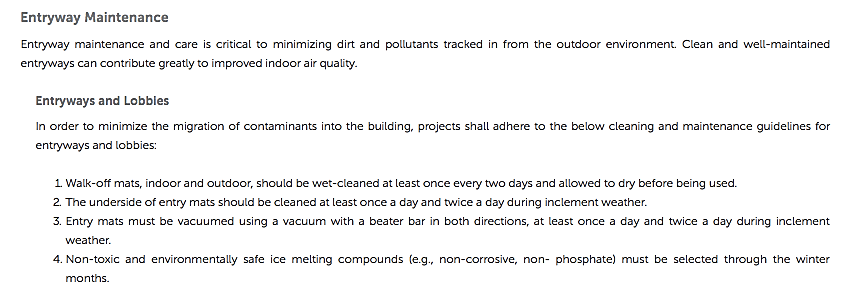 Entryway Maintenance
Entryway maintenance and care is critical to minimizing dirt and pollutants tracked in from the outdoor environment. Clean and well-maintained
entryways can contribute greatly to improved indoor air quality.
Entryways and Lobbies
In order to minimize the migration of contaminants into the building, projects shall adhere to the below cleaning and maintenance guidelines for
entryways and lobbies:
1. Walk-off mats, indoor and outdoor, should be wet-cleaned at least once every two days and allowed to dry before being used.
2. The underside of entry mats should be cleaned at least once a day and twice a day during inclement weather.
3. Entry mats must be vacuumed using a vacuum with a beater bar in both directions, at least once a day and twice a day during inclement
weather.
4. Non-toxic and environmentally safe ice melting compounds (e.g., non-corrosive, non- phosphate) must be selected through the winter
months.